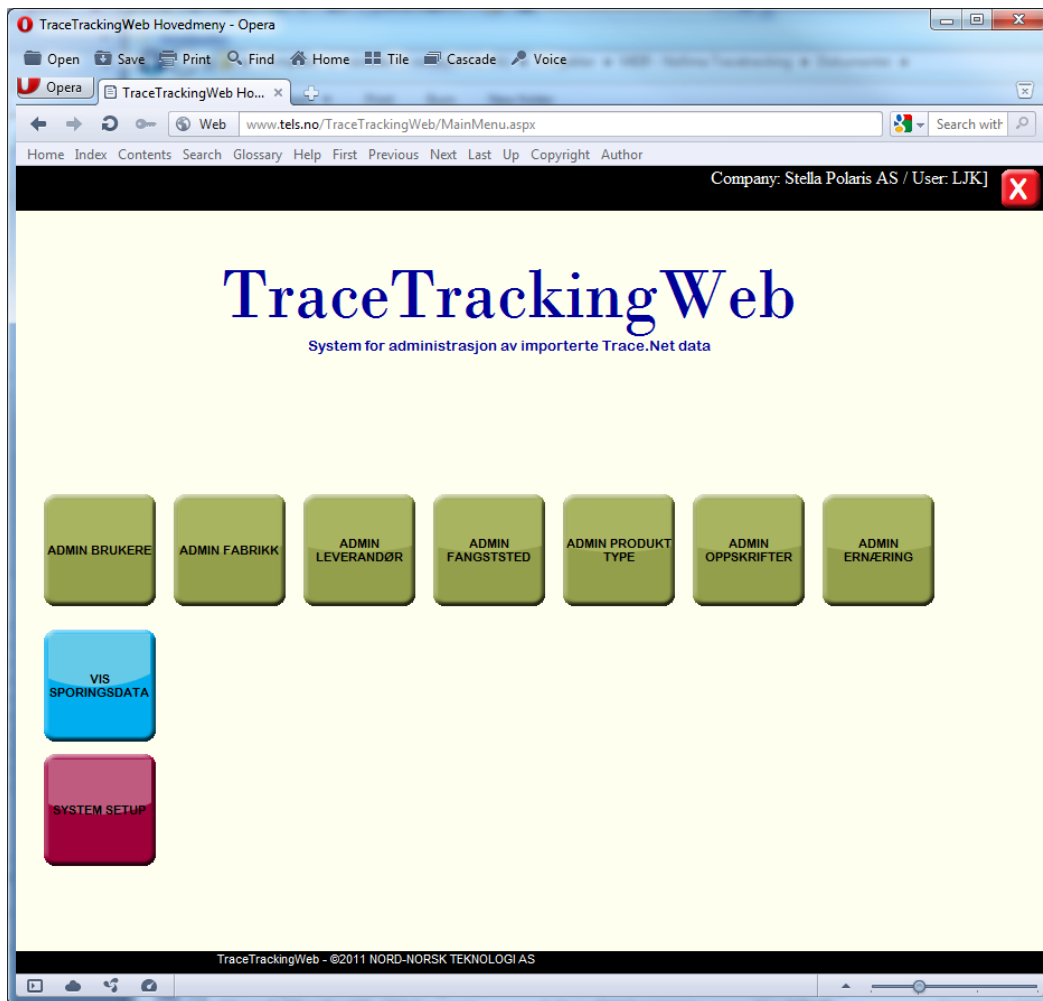 TraceTrackingWeb Hovedmeny - Opera
Open Save Print Find Home Tile Cascade Voice
Opera TraceTrackingWeb Ho...
Web www.tels.no/TraceTrackingWeb/MainMenu.aspx Search with
Home Index Contents Search Glossary Help First Previous Next Last Up Copyright Author
Company: Stella Polaris AS / User: LJK] X
TraceTrackingWeb
System for administrasjon av importerte Trace.Net data
ADMIN BRUKERE
ADMIN FABRIKK
ADMIN
LEVERANDØR
ADMIN
FANGSTSTED
ADMIN PRODUKT
TYPE
ADMIN
OPPSKRIFTER
ADMIN
ERNÆRING
VIS
SPORINGSDATA
SYSTEM SETUP
TraceTrackingWeb - ©2011 NORD-NORSK TEKNOLOGI AS